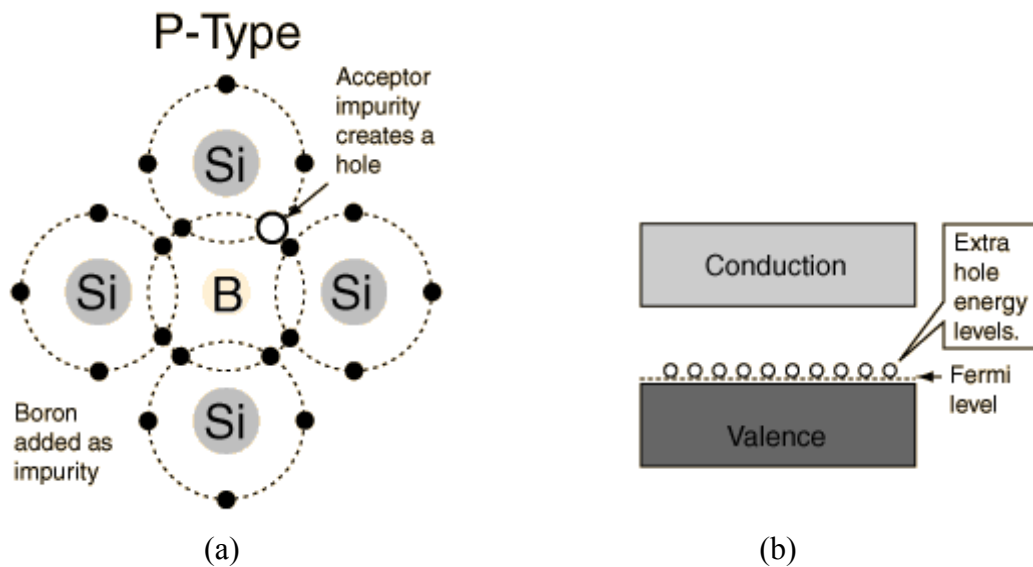 P-Type
Acceptor
impurity
creates a
hole
Si
Si
B
Si
Si
Boron
added as
impurity
(a)
Conduction
Extra
hole
energy
levels.
Fermi
level
Valence
(b)